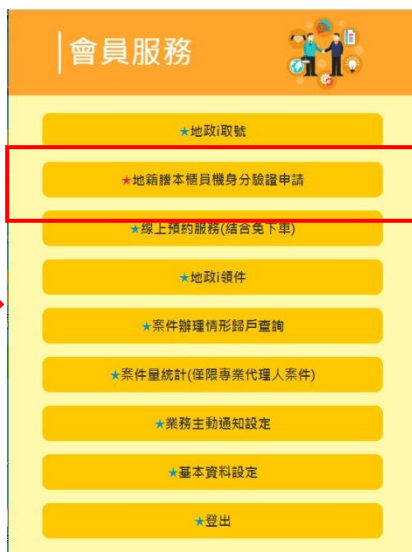 會員服務
★地政i取號
★地籍謄本櫃員機身分驗證申請
★線上預約服務(結合免下車)
★地政i領件
★案件辦理情形歸戶查詢
★案件量統計(僅限專業代理人案件)
★業務主動通知設定
★基本資料設定
★登出